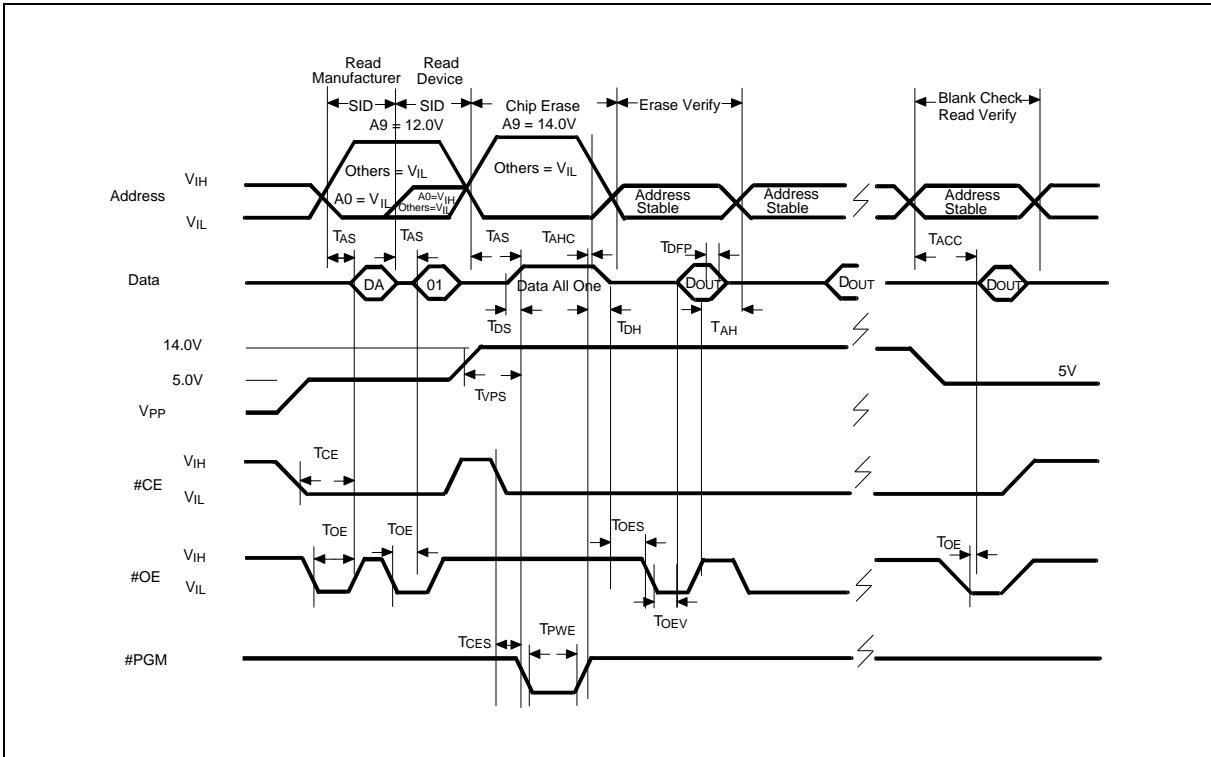 Read
Manufacturer
SID
Read
Device
SID
Chip Erase
Erase Verify
Blank Check
Read Verify
A9 = 12.0V
A9 = 14.0V
Others = VIL
Others = VIL
Address
VIH
VIL
A0 = VIL
A0=VIH
Others=VIL
Address
Stable
Address
Stable
Address
Stable
TAS
TAS
TAS
TAHC
TDFP
TACC
Data
DA
01
Data All One
DOUT
DOUT
DOUT
TDS
TDH
TAH
14.0V
5.0V
VPP
TVPS
5V
#CE
VIH
VIL
TCE
#OE
VIH
VIL
TOE
TOE
TOES
TOEV
TOE
#PGM
TCES
TPWE